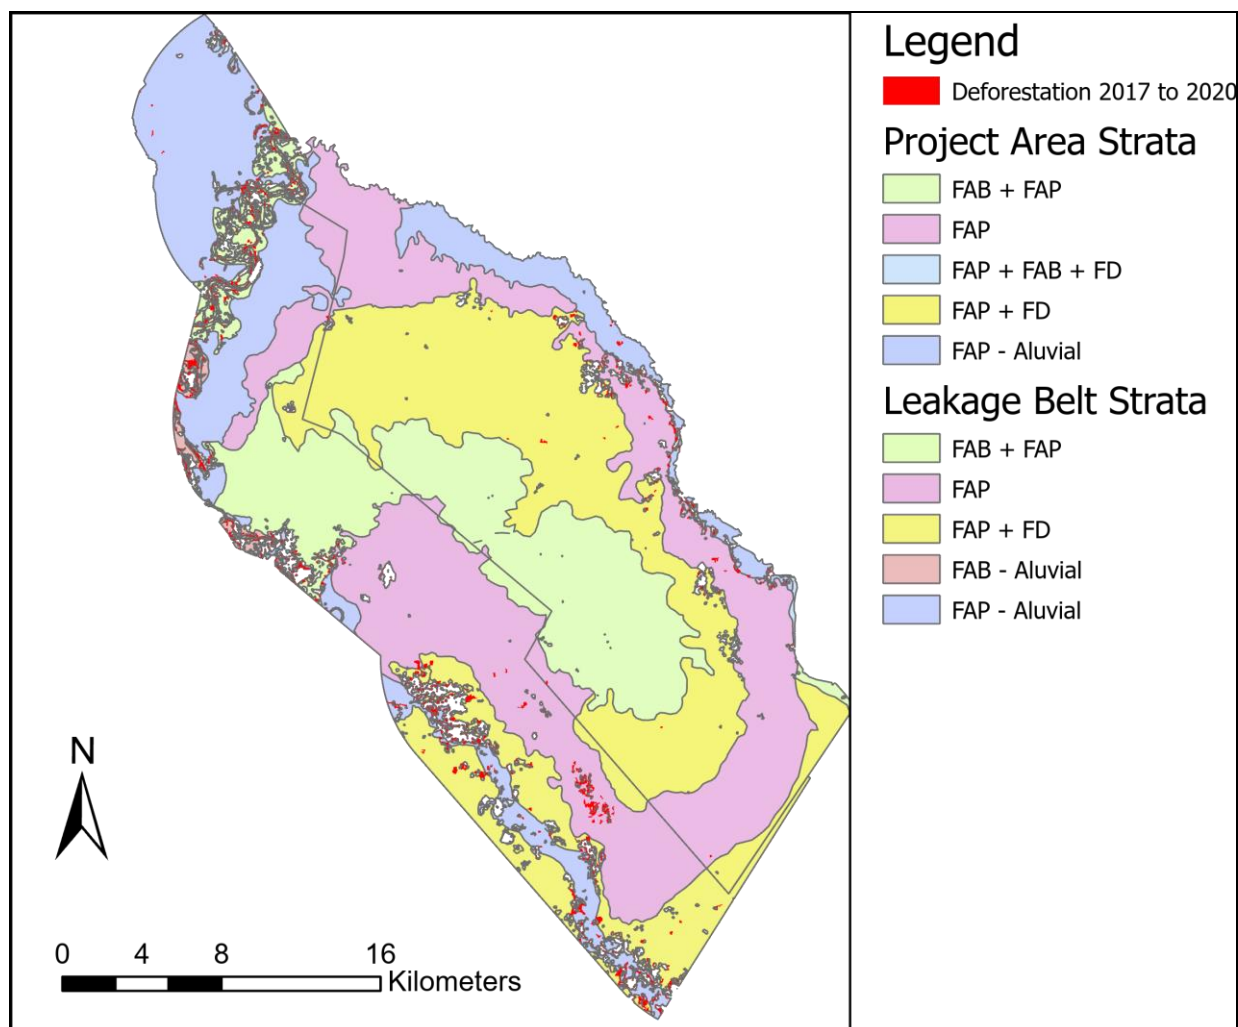 Legend
Deforestation 2017 to 2020
Project Area Strata
FAB + FAP
FAP
FAP + FAB + FD
FAP + FD
FAP - Aluvial
Leakage Belt Strata
FAB + FAP
FAP
FAP + FD
FAB - Aluvial
FAP - Aluvial
N
0 4 8 16
Kilometers